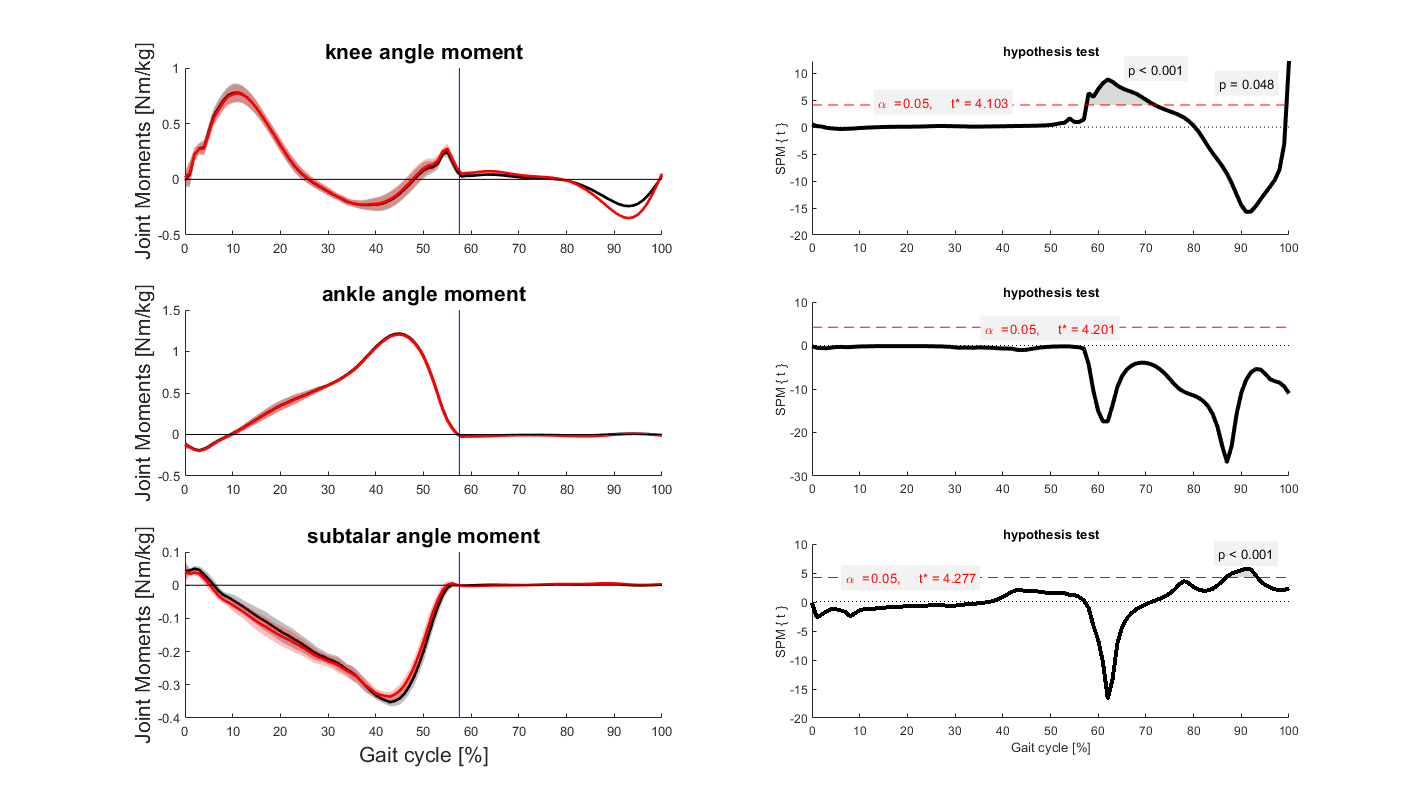 knee angle moment
Joint Moments [Nm/kg]
1
0.5
0
-0.5
0 10 20 30 40 50 60 70 80 90 100
hypothesis test
p < 0.001
p = 0.048
α =0.05, t* = 4.103
SPM { t }
10
5
0
-5
-10
-15
-20
0 10 20 30 40 50 60 70 80 90 100
ankle angle moment
Joint Moments [Nm/kg]
1.5
1
0.5
0
-0.5
0 10 20 30 40 50 60 70 80 90 100
hypothesis test
α =0.05, t* = 4.201
SPM { t }
10
0
-10
-20
-30
0 10 20 30 40 50 60 70 80 90 100
subtalar angle moment
Joint Moments [Nm/kg]
0.1
0
-0.1
-0.2
-0.3
-0.4
0 10 20 30 40 50 60 70 80 90 100
Gait cycle [%]
hypothesis test
p < 0.001
α =0.05, t* = 4.277
SPM { t }
10
5
0
-5
-10
-15
-20
0 10 20 30 40 50 60 70 80 90 100
Gait cycle [%]